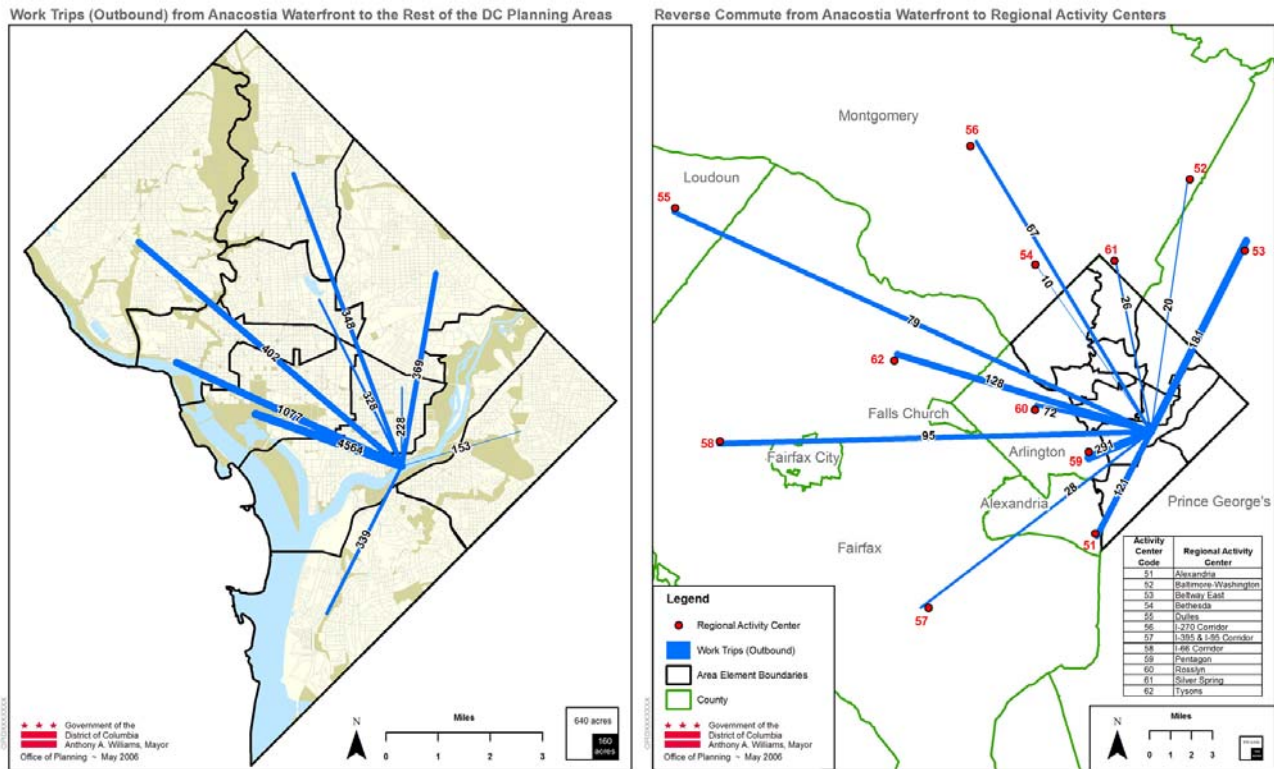 Work Trips (Outbound) from Anacostia Waterfront to the Rest of the DC Planning Areas
348
402
328
369
228
1077
4564
153
339
★ ★ ★ Government of the
District of Columbia
Anthony A. Williams, Mayor
Office of Planning ~ May 2006
N
Miles
0 1 2 3
640 acres
160
acres
Reverse Commute from Anacostia Waterfront to Regional Activity Centers
Montgomery
56
52
Loudoun
55
67
54
61
53
10
26
20
181
79
62
128
60
72
Falls Church
58
95
Fairfax City
Arlington
59
291
28
121
Alexandria
Prince George's
51
Fairfax
57
Activity
Center
Code
Regional Activity
Center
51 Alexandria
52 Baltimore-Washington
53 Beltway East
54 Bethesda
55 Dulles
56 I-270 Corridor
57 I-395 & I-95 Corridor
58 I-66 Corridor
59 Pentagon
60 Rosslyn
61 Silver Spring
62 Tysons
Legend
Regional Activity Center
Work Trips (Outbound)
Area Element Boundaries
County
★ ★ ★ Government of the
District of Columbia
Anthony A. Williams, Mayor
Office of Planning ~ May 2006
N
Miles
0 1 2 3